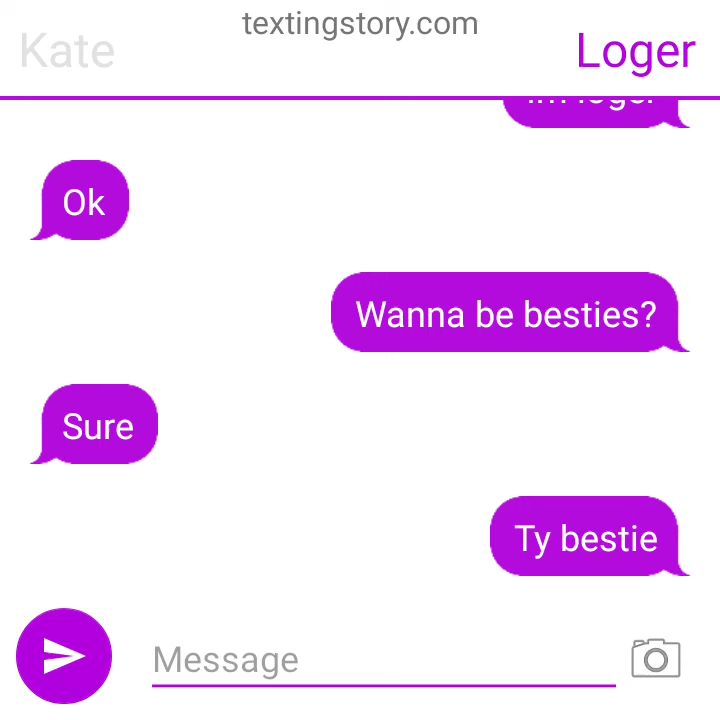 textingstory.com
Kate
Loger
Ok
Wanna be besties?
Sure
Ty bestie
Message